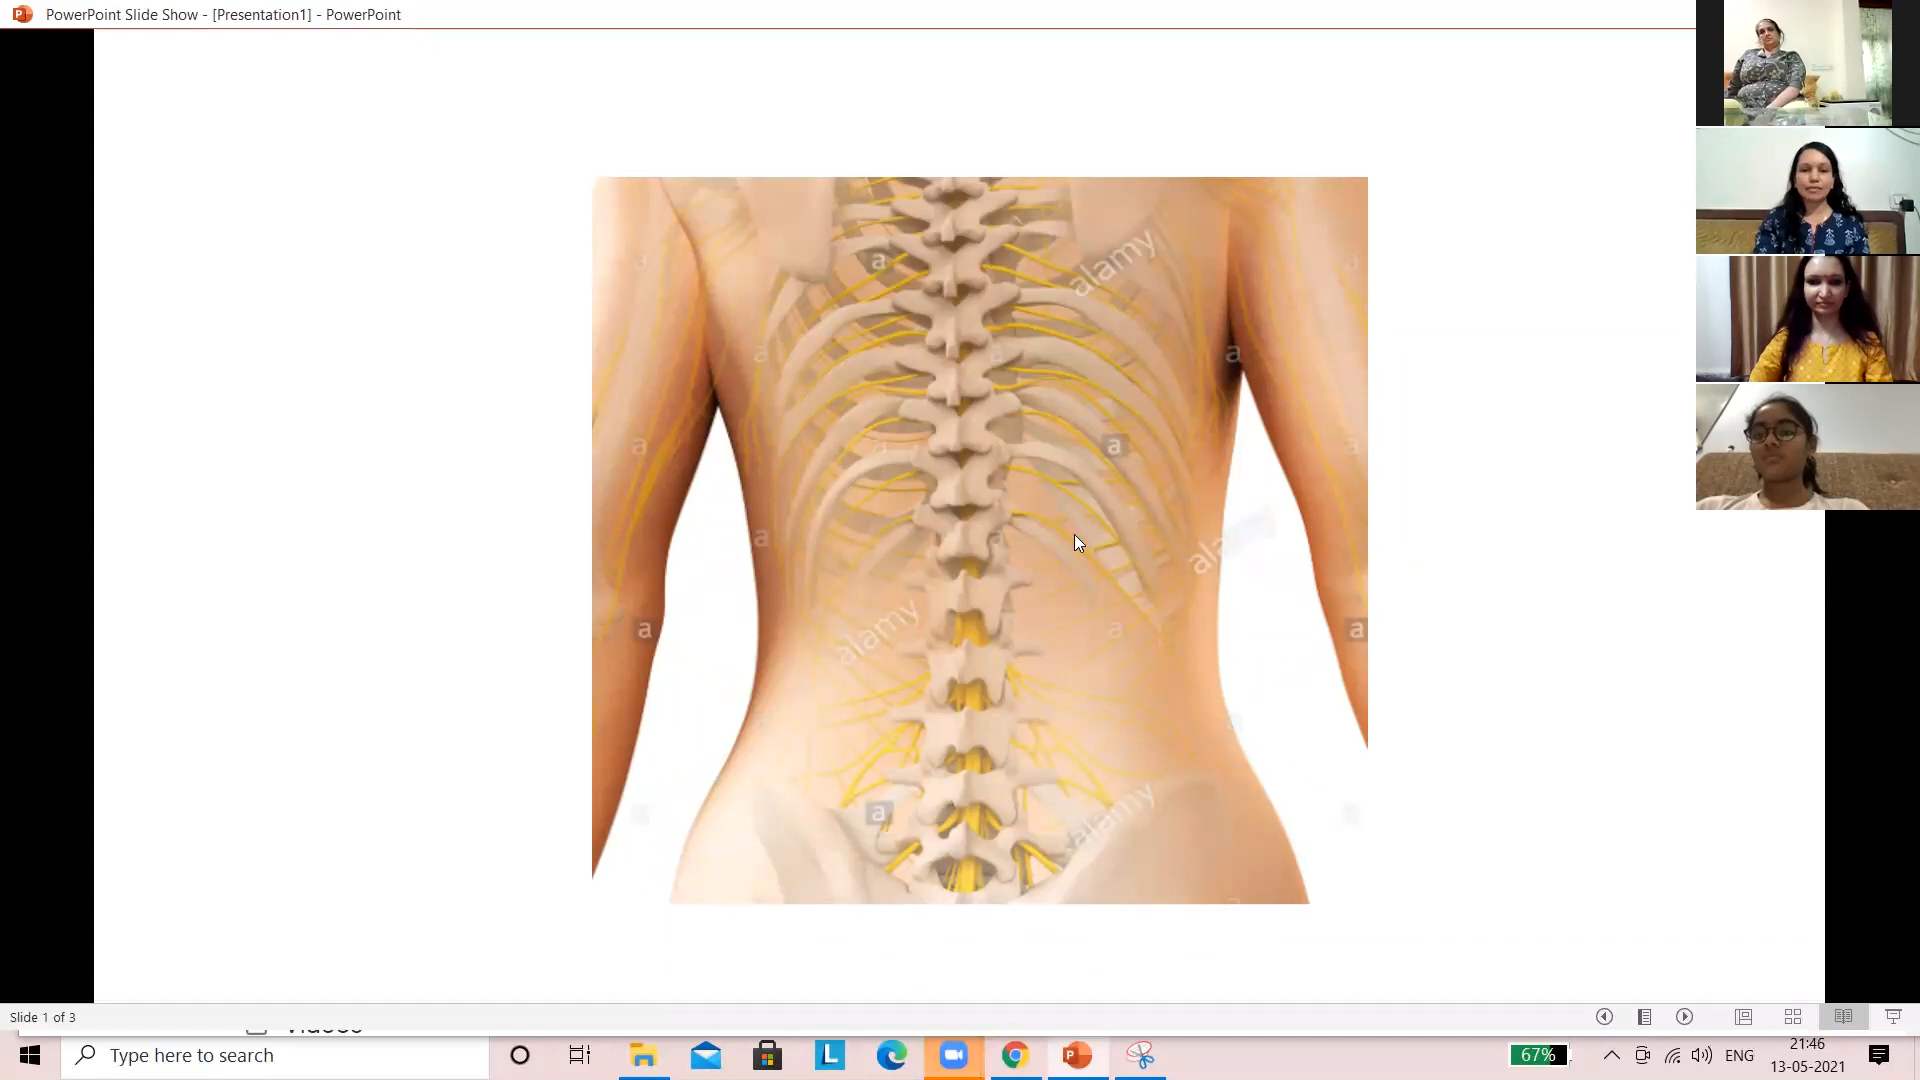 PowerPoint Slide Show - [Presentation1] - PowerPoint
alamy
a
a
a
alamy
alamy
a
a
a
alamy
Slide 1 of 3
Videos
Type here to search
L
67%
ENG
21:46
13-05-2021